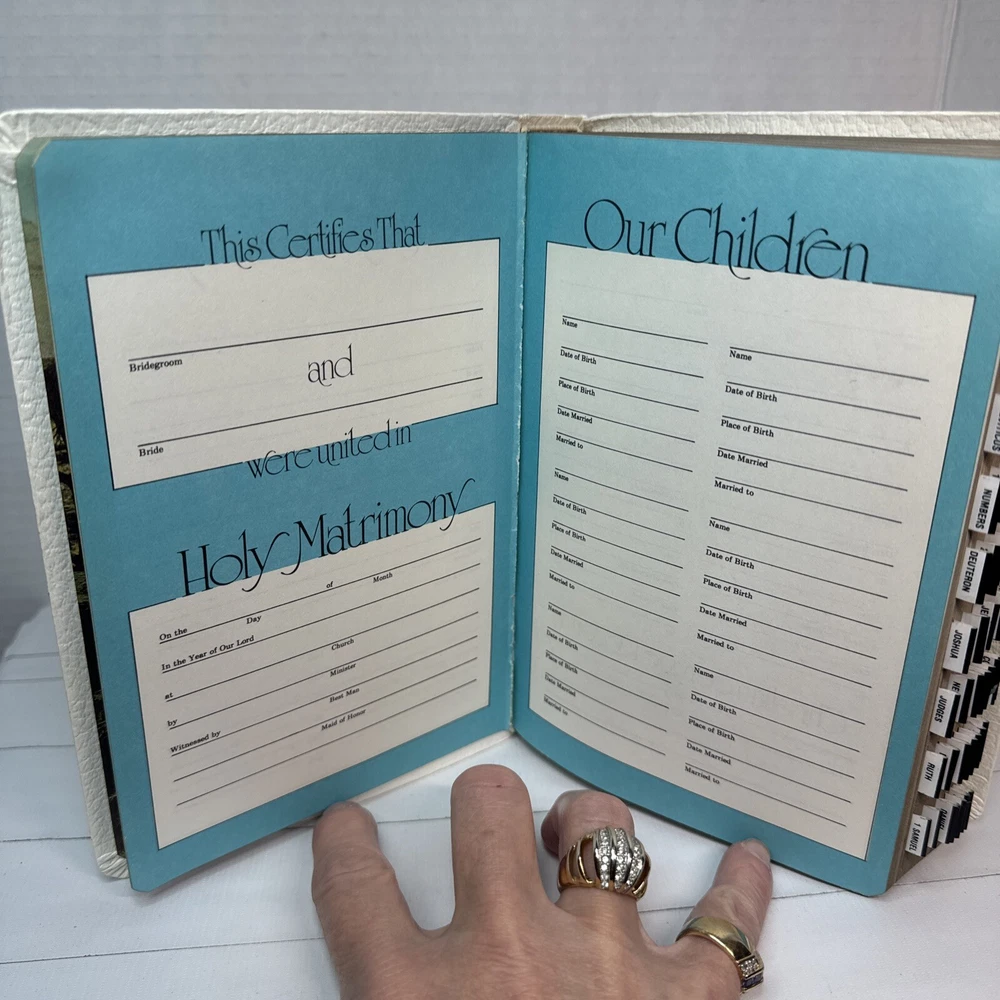 This Certifies That
Bridegroom
and
Bride
were united in
Holy Matrimony
On the Day of Month
In the Year of Our Lord
at Church
by Minister
Witnessed by Best Man
Maid of Honor
Our Children
Name
Date of Birth
Place of Birth
Date Married
Married to
Name
Date of Birth
Place of Birth
Date Married
Married to
Name
Date of Birth
Place of Birth
Date Married
Married to
Name
Date of Birth
Place of Birth
Date Married
Married to
Name
Date of Birth
Place of Birth
Date Married
Married to
Name
Date of Birth
Place of Birth
Date Married
Married to
NUMBERS
DEUTERON
JOSHUA
JUDGES
RUTH
1 SAMUEL
DANIEL